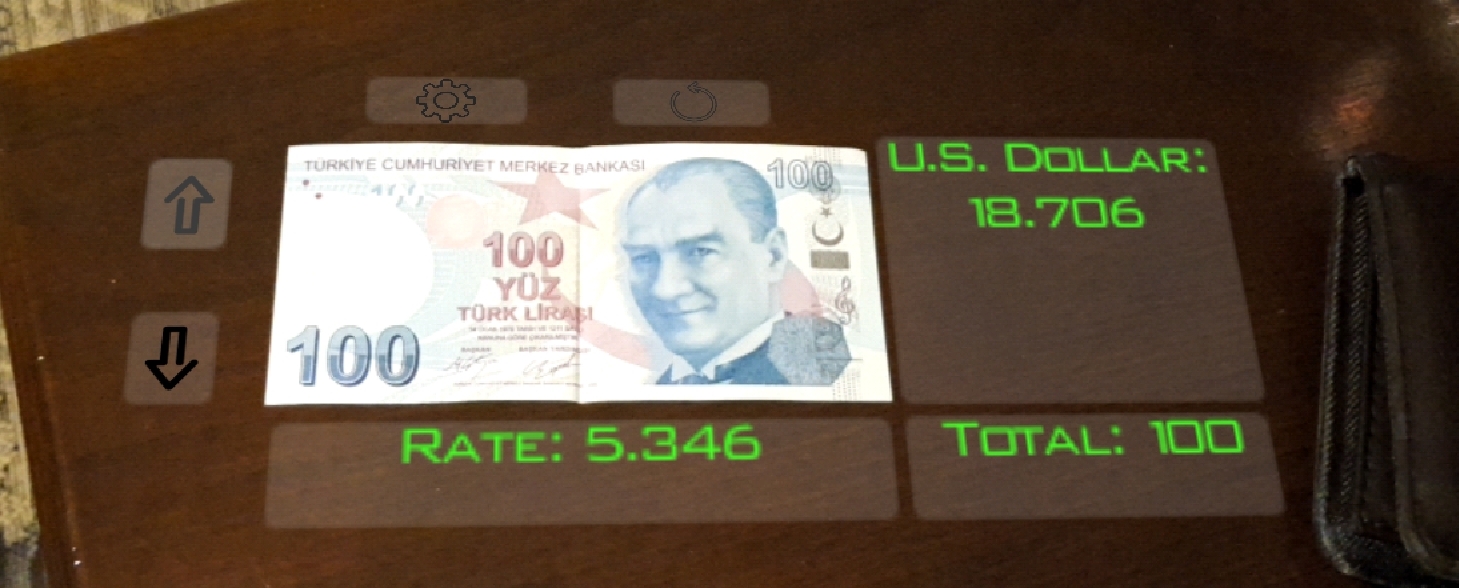 TÜRKİYE CUMHURİYET MERKEZ BANKASI
100
100
YÜZ
TÜRK LİRASI
100
U.S. DOLLAR:
18.706
RATE: 5.346
TOTAL: 100